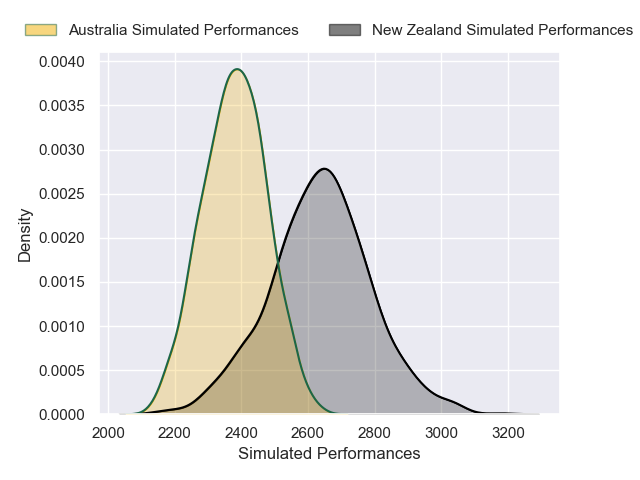 Australia Simulated Performances New Zealand Simulated Performances
0.0040
0.0035
0.0030
0.0025
0.0020
0.0015
0.0010
0.0005
0.0000
Density
2000 2200 2400 2600 2800 3000 3200
Simulated Performances